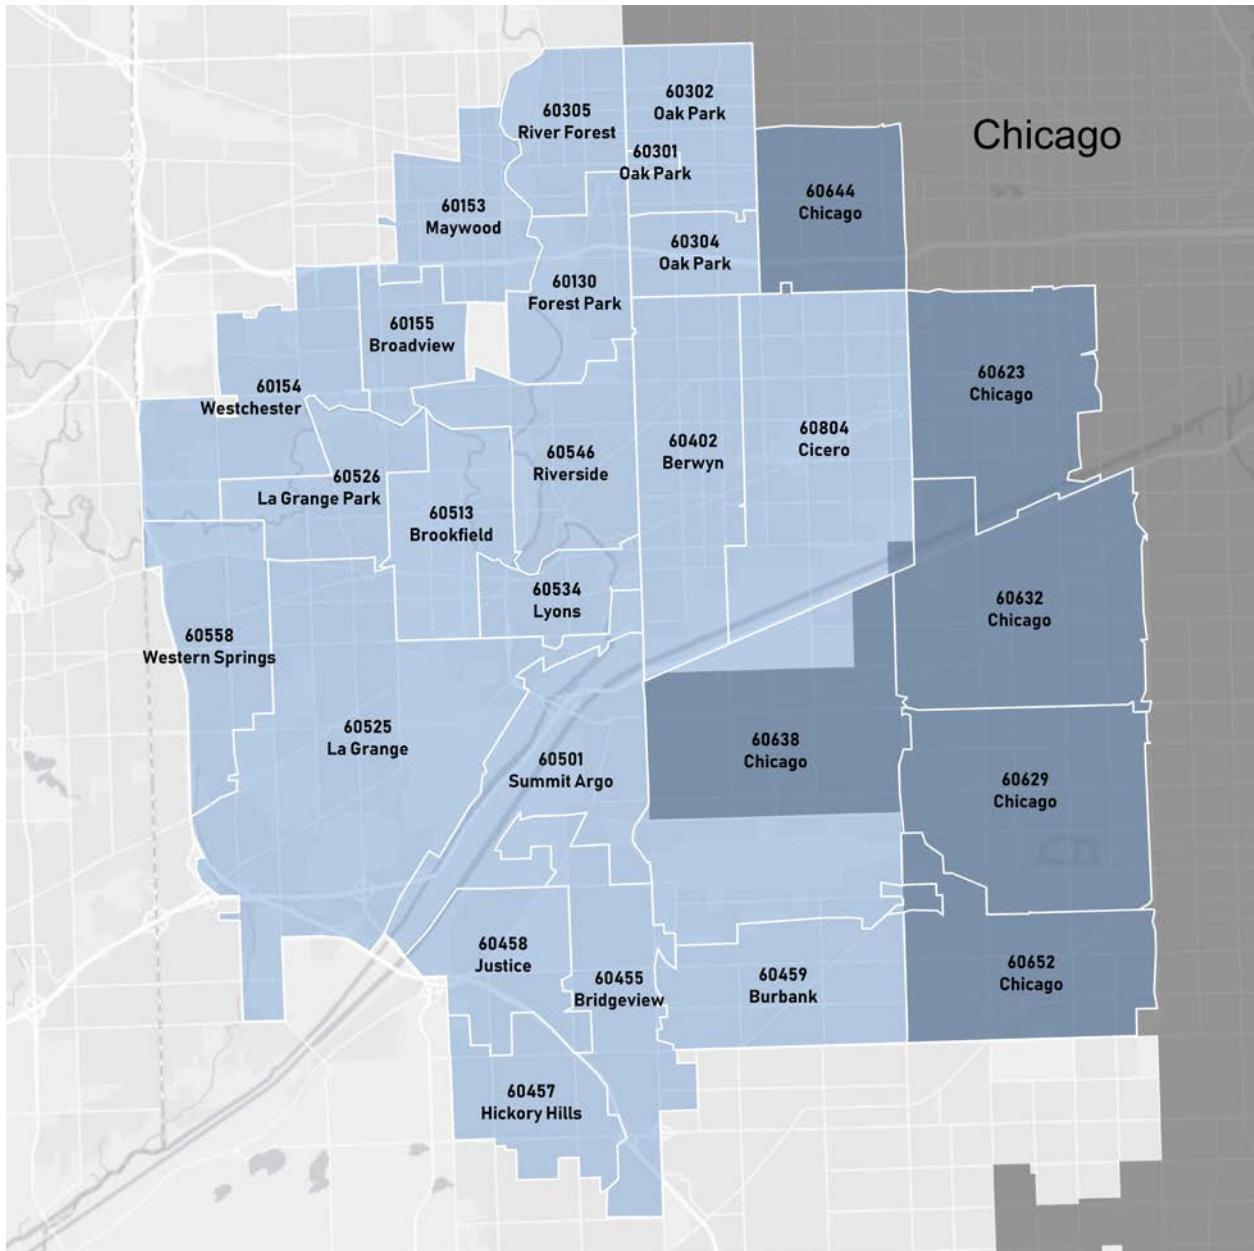 60302
Oak Park
60305
River Forest
Chicago
60301
Oak Park
60644
Chicago
60153
Maywood
60304
Oak Park
60130
Forest Park
60155
Broadview
60623
Chicago
60154
Westchester
60402
Berwyn
60804
Cicero
60546
Riverside
60526
La Grange Park
60513
Brookfield
60534
Lyons
60632
Chicago
60558
Western Springs
60525
La Grange
60638
Chicago
60501
Summit Argo
60629
Chicago
60458
Justice
60455
Bridgeview
60459
Burbank
60652
Chicago
60457
Hickory Hills